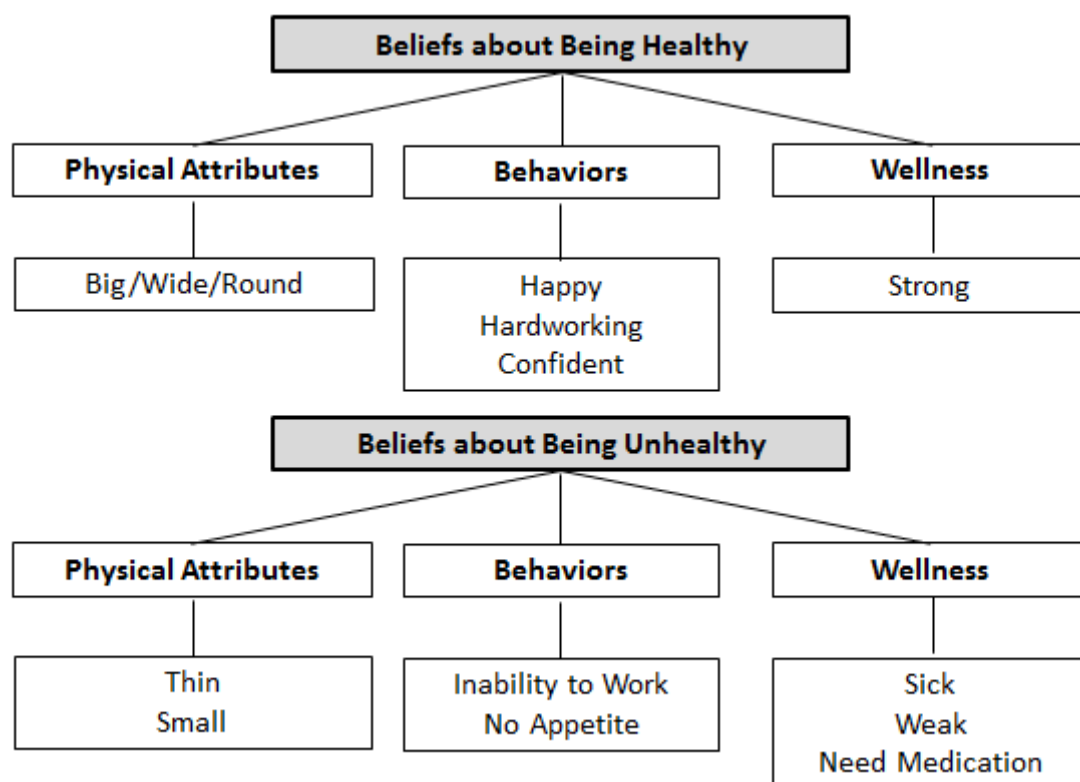 Beliefs about Being Healthy
Physical Attributes
Behaviors
Wellness
Big/Wide/Round
Happy
Hardworking
Confident
Strong
Beliefs about Being Unhealthy
Physical Attributes
Behaviors
Wellness
Thin
Small
Inability to Work
No Appetite
Sick
Weak
Need Medication